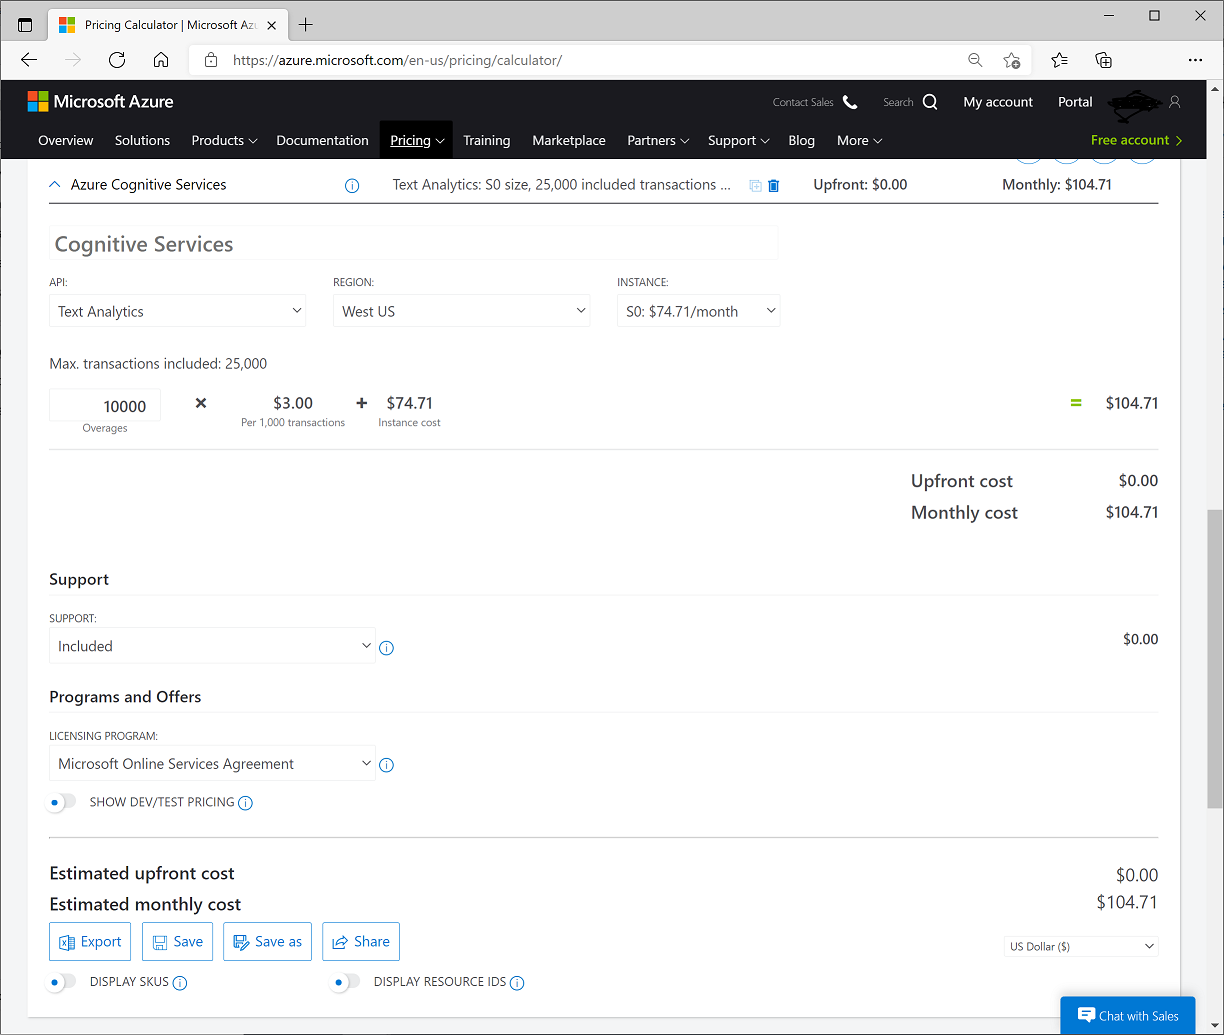 Pricing Calculator | Microsoft Azu
https://azure.microsoft.com/en-us/pricing/calculator/
Microsoft Azure
Contact Sales
Search
My account
Portal
Overview
Solutions
Products
Documentation
Pricing
Training
Marketplace
Partners
Support
Blog
More
Free account
Azure Cognitive Services
Text Analytics: S0 size, 25,000 included transactions ...
Upfront: $0.00
Monthly: $104.71
Cognitive Services
API:
REGION:
INSTANCE:
Text Analytics
West US
S0: $74.71/month
Max. transactions included: 25,000
10000
×
$3.00
+
$74.71
=
$104.71
Overages
Per 1,000 transactions
Instance cost
Upfront cost
$0.00
Monthly cost
$104.71
Support
SUPPORT:
Included
$0.00
Programs and Offers
LICENSING PROGRAM:
Microsoft Online Services Agreement
SHOW DEV/TEST PRICING
Estimated upfront cost
$0.00
Estimated monthly cost
$104.71
Export
Save
Save as
Share
US Dollar ($)
DISPLAY SKUS
DISPLAY RESOURCE IDS
Chat with Sales